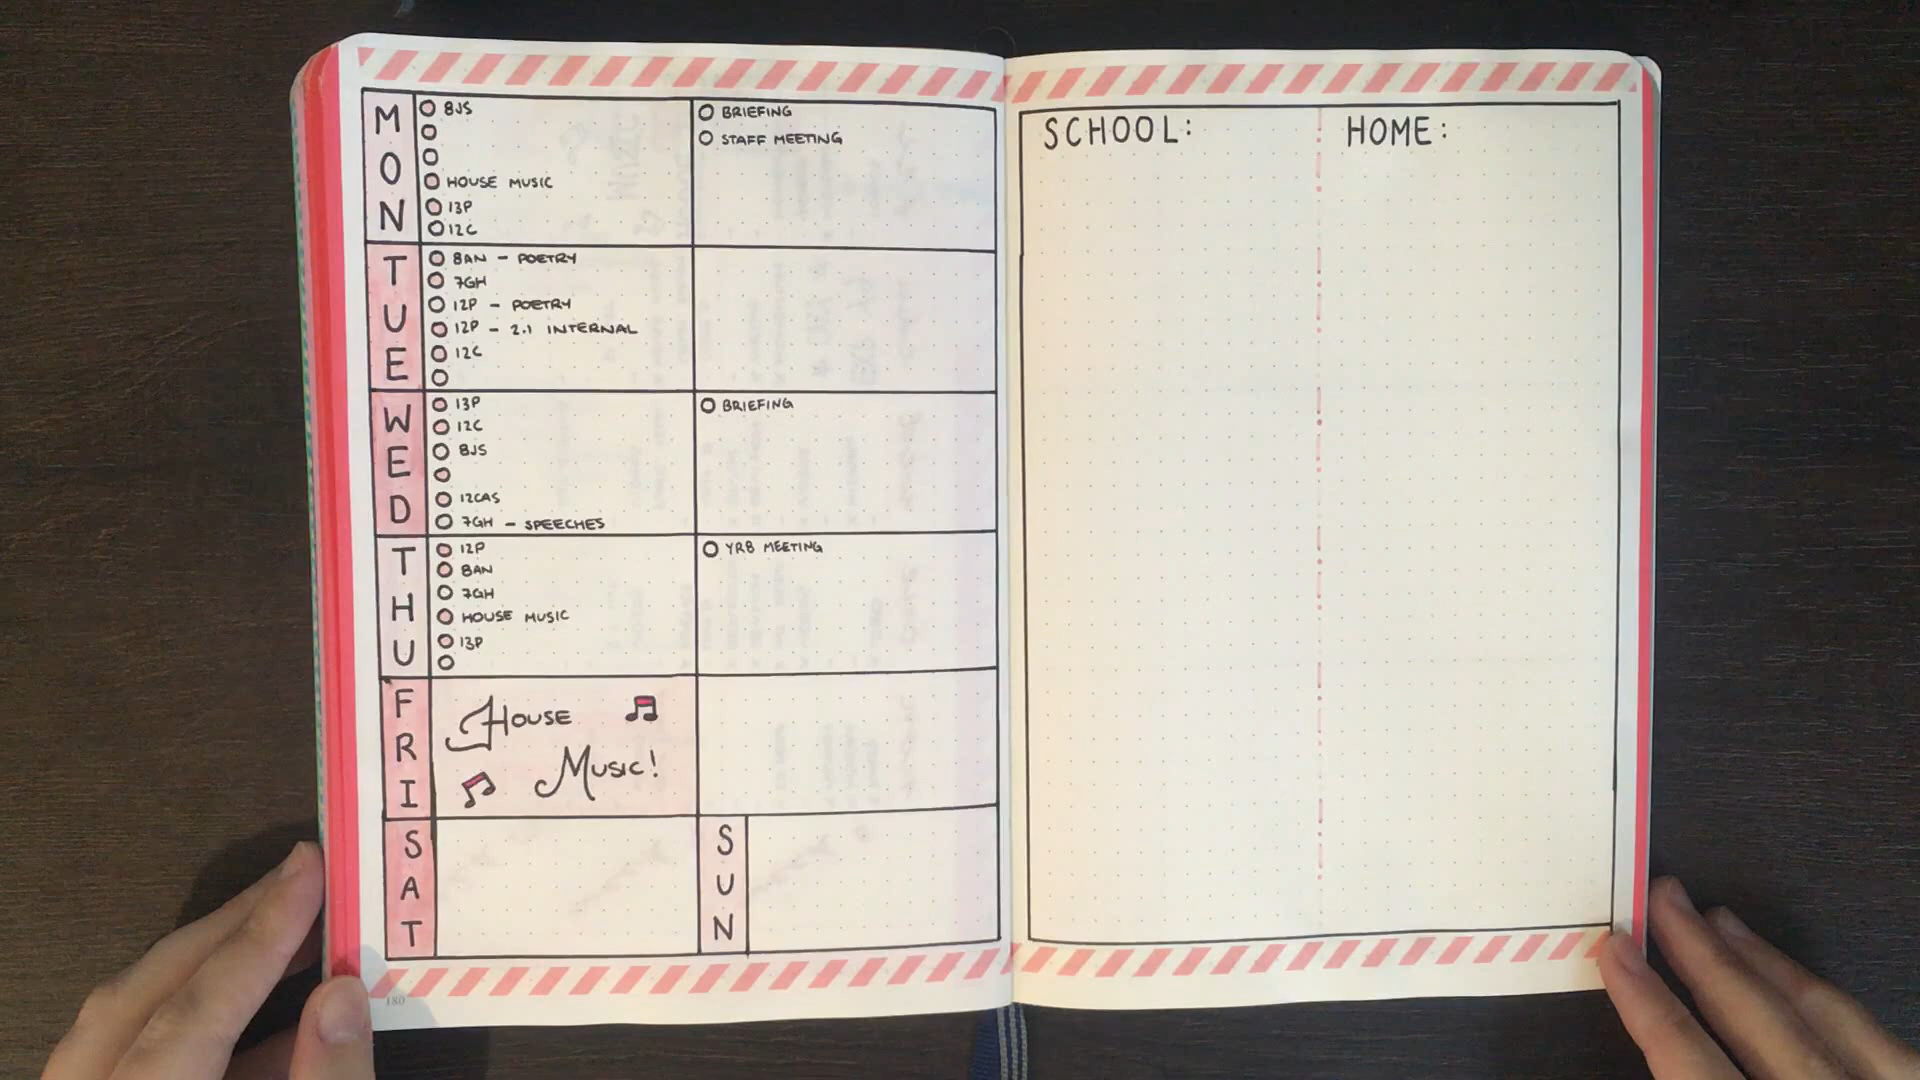 MON
8JS
HOUSE MUSIC
13P
12C
BRIEFING
STAFF MEETING
TUE
8AN - POETRY
7GH
12P - POETRY
12P - 2.1 INTERNAL
12C
WED
13P
12C
8JS
12CAS
7GH - SPEECHES
BRIEFING
THU
12P
8AN
7GH
HOUSE MUSIC
13P
YR8 MEETING
FRI
HOUSE
MUSIC!
SAT
SUN
180
SCHOOL:
HOME: